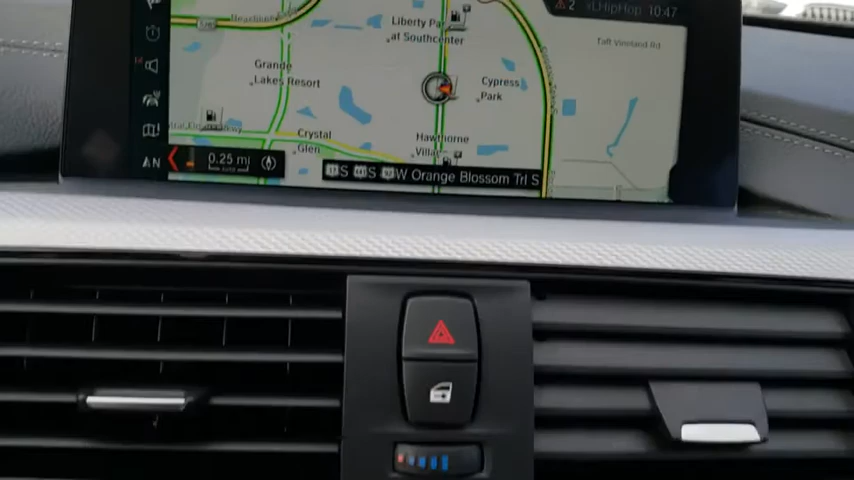 2
HipHop
10:47
Liberty Pa
at Southcenter
Taft Vineland Rd
Grande
Lakes Resort
Cypress
Park
Crystal
Glen
Hawthorne
Village
N
0.25 mi
S S W Orange Blossom Trl S